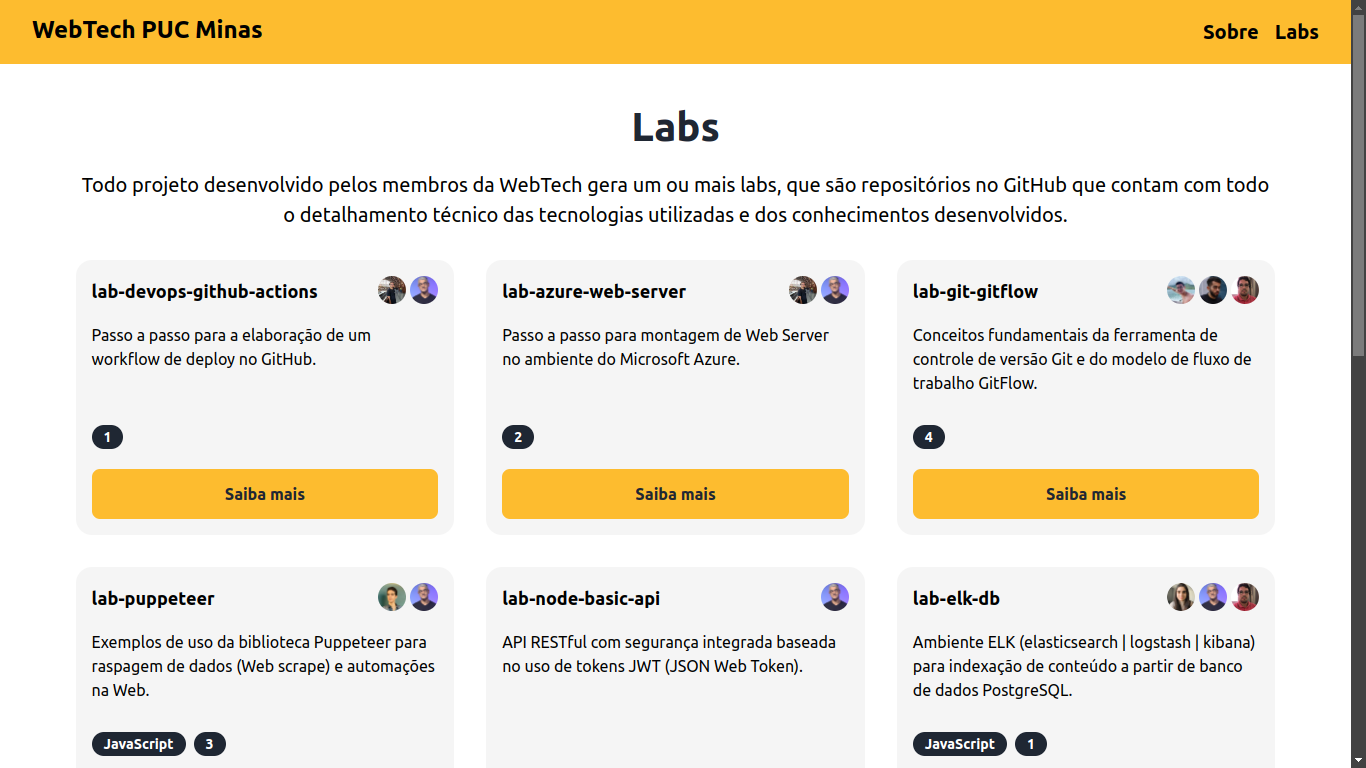 WebTech PUC Minas
Sobre Labs
Labs
Todo projeto desenvolvido pelos membros da WebTech gera um ou mais labs, que são repositórios no GitHub que contam com todo
o detalhamento técnico das tecnologias utilizadas e dos conhecimentos desenvolvidos.
lab-devops-github-actions
Passo a passo para a elaboração de um
workflow de deploy no GitHub.
1
Saiba mais
lab-azure-web-server
Passo a passo para montagem de Web Server
no ambiente do Microsoft Azure.
2
Saiba mais
lab-git-gitflow
Conceitos fundamentais da ferramenta de
controle de versão Git e do modelo de fluxo de
trabalho GitFlow.
4
Saiba mais
lab-puppeteer
Exemplos de uso da biblioteca Puppeteer para
raspagem de dados (Web scrape) e automações
na Web.
JavaScript 3
lab-node-basic-api
API RESTful com segurança integrada baseada
no uso de tokens JWT (JSON Web Token).
lab-elk-db
Ambiente ELK (elasticsearch | logstash | kibana)
para indexação de conteúdo a partir de banco
de dados PostgreSQL.
JavaScript 1